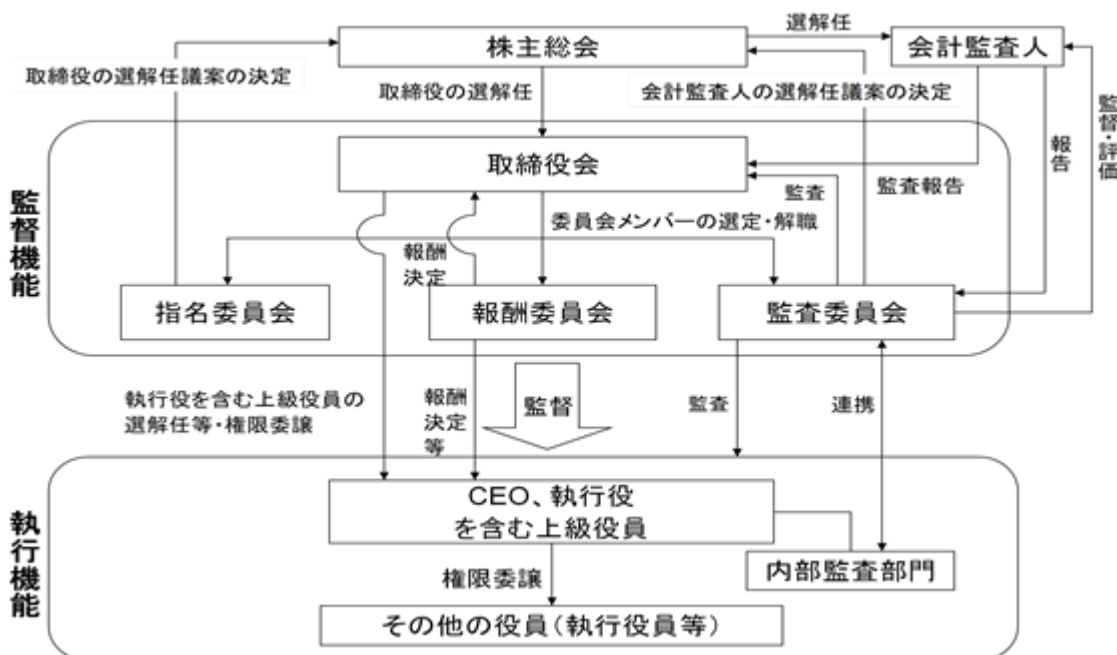 選解任
株主総会
会計監査人
取締役の選解任議案の決定
取締役の選解任
会計監査人の選解任議案の決定
監督・評価
報告
監督機能
取締役会
監査
監査報告
委員会メンバーの選定・解職
報酬
決定
指名委員会
報酬委員会
監査委員会
執行役を含む上級役員の
選解任等・権限委譲
報酬
決定
等
監督
監査
連携
執行機能
CEO、執行役
を含む上級役員
内部監査部門
権限委譲
その他の役員(執行役員等)